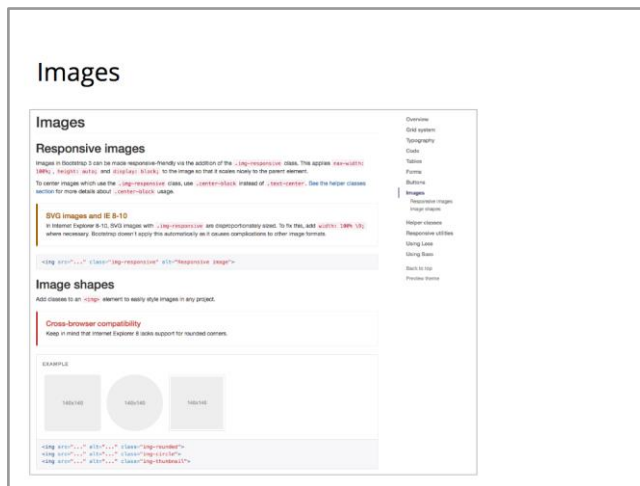 Images
Images
Responsive images
Images in Bootstrap 3 can be made responsive-friendly via the addition of the .img-responsive class. This applies max-width:
100%;, height: auto; and display: block; to the image so that it scales nicely to the parent element.
To center images which use the .img-responsive class, use .center-block instead of .text-center. See the helper classes
section for more details about .center-block usage.
SVG images and IE 8-10
In Internet Explorer 8-10, SVG images with .img-responsive are disproportionately sized. To fix this, add width: 100% \9;
where necessary. Bootstrap doesn't apply this automatically as it causes complications to other image formats.
<img src="..." class="img-responsive" alt="Responsive image">
Image shapes
Add classes to an <img> element to easily style images in any project.
Cross-browser compatibility
Keep in mind that Internet Explorer 8 lacks support for rounded corners.
EXAMPLE
140x140 140x140 140x140
<img src="..." alt="..." class="img-rounded">
<img src="..." alt="..." class="img-circle">
<img src="..." alt="..." class="img-thumbnail">
Overview
Grid system
Typography
Code
Tables
Forms
Buttons
Images
Responsive images
Image shapes
Helper classes
Responsive utilities
Using Less
Using Sass
Back to top
Preview theme